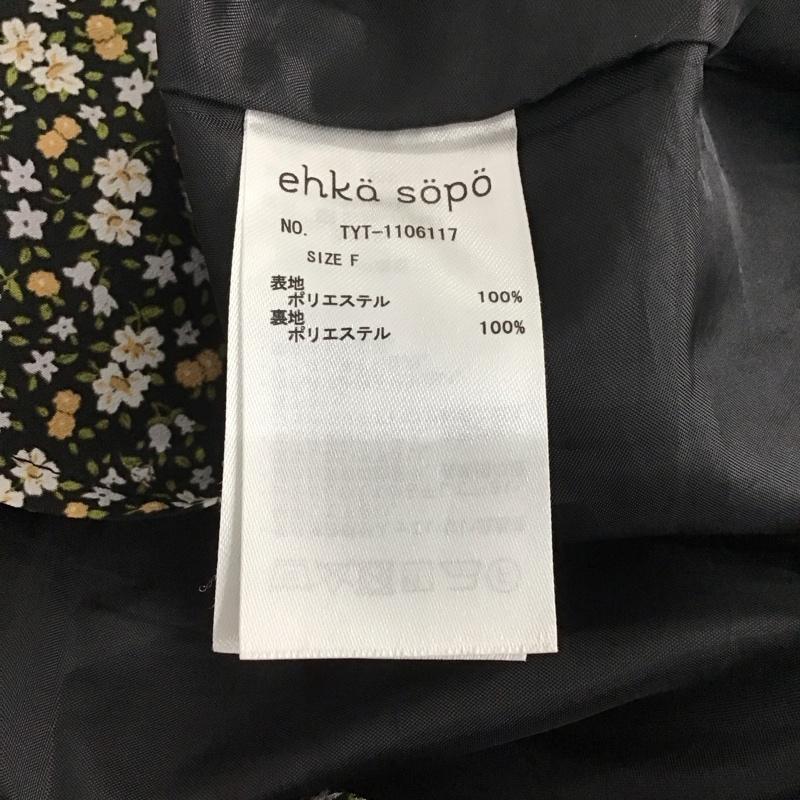 ehkä söpö
NO. TYT-1106117
SIZE F
表地
ポリエステル 100%
裏地
ポリエステル 100%